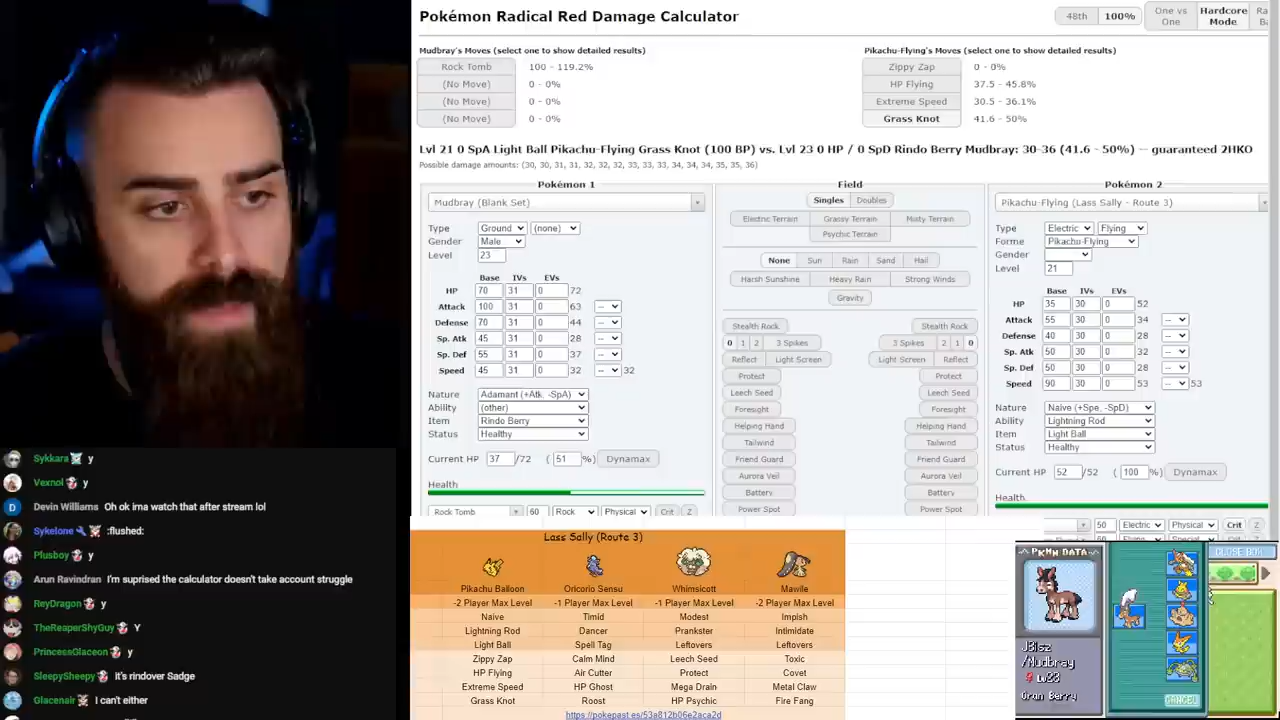 Pokémon Radical Red Damage Calculator
48th 100% One vs One Hardcore Mode
Mudbray's Moves (select one to show detailed results)
Rock Tomb 100 - 119.2%
(No Move) 0 - 0%
(No Move) 0 - 0%
(No Move) 0 - 0%
Pikachu-Flying's Moves (select one to show detailed results)
Zippy Zap 0 - 0%
HP Flying 37.5 - 45.8%
Extreme Speed 30.5 - 36.1%
Grass Knot 41.6 - 50%
Lvl 21 0 SpA Light Ball Pikachu-Flying Grass Knot (100 BP) vs. Lvl 23 0 HP / 0 SpD Rindo Berry Mudbray: 30-36 (41.6 - 50%) -- guaranteed 2HKO
Possible damage amounts: (30, 30, 31, 31, 32, 32, 32, 33, 33, 33, 34, 34, 34, 35, 35, 36)
Pokémon 1
Mudbray (Blank Set)
Type Ground (none)
Gender Male
Level 23
Base IVs EVs
HP 70 31 0 72
Attack 100 31 0 63 --
Defense 70 31 0 44 --
Sp. Atk 45 31 0 28 --
Sp. Def 55 31 0 37 --
Speed 45 31 0 32 -- 32
Nature Adamant (+Atk, -SpA)
Ability (other)
Item Rindo Berry
Status Healthy
Current HP 37 /72 ( 51 %) Dynamax
Health
Rock Tomb 60 Rock Physical Crit Z
Field
Singles Doubles
Electric Terrain Grassy Terrain Misty Terrain
Psychic Terrain
None Sun Rain Sand Hail
Harsh Sunshine Heavy Rain Strong Winds
Gravity
Stealth Rock Stealth Rock
0 1 2 3 Spikes 3 Spikes 2 1 0
Reflect Light Screen Light Screen Reflect
Protect Protect
Leech Seed Leech Seed
Foresight Foresight
Helping Hand Helping Hand
Tailwind Tailwind
Friend Guard Friend Guard
Aurora Veil Aurora Veil
Battery Battery
Power Spot Power Spot
Pokémon 2
Pikachu-Flying (Lass Sally - Route 3)
Type Electric Flying
Forme Pikachu-Flying
Gender
Level 21
Base IVs EVs
HP 35 30 0 52
Attack 55 30 0 34 --
Defense 40 30 0 28 --
Sp. Atk 50 30 0 32 --
Sp. Def 50 30 0 28 --
Speed 90 30 0 53 -- 53
Nature Naive (+Spe, -SpD)
Ability Lightning Rod
Item Light Ball
Status Healthy
Current HP 52 /52 ( 100 %) Dynamax
Health
50 Electric Physical Crit Z
Sykkara y
Vexnol y
Devin Williams Oh ok ima watch that after stream lol
Sykelone :flushed:
Plusboy y
Arun Ravindran I'm suprised the calculator doesn't take account struggle
ReyDragon y
TheReaperShyGuy Y
PrincessGlaceon y
SleepySheepy It's rindover Sadge
Glacenair I can't either
Lass Sally (Route 3)
Pikachu Balloon Oricorio Sensu Whimsicott Mawile
-2 Player Max Level -1 Player Max Level -1 Player Max Level -2 Player Max Level
Naive Timid Modest Impish
Lightning Rod Dancer Prankster Intimidate
Light Ball Spell Tag Leftovers Leftovers
Zippy Zap Calm Mind Leech Seed Toxic
HP Flying Air Cutter Protect Covet
Extreme Speed HP Ghost Mega Drain Metal Claw
Grass Knot Roost HP Psychic Fire Fang
https://pokepast.es/53a812b06e2aca2d
PKMN DATA
CLOSE BOX
J3isz
/Mudbray
♀ Lv23
Oran Berry
CANCEL